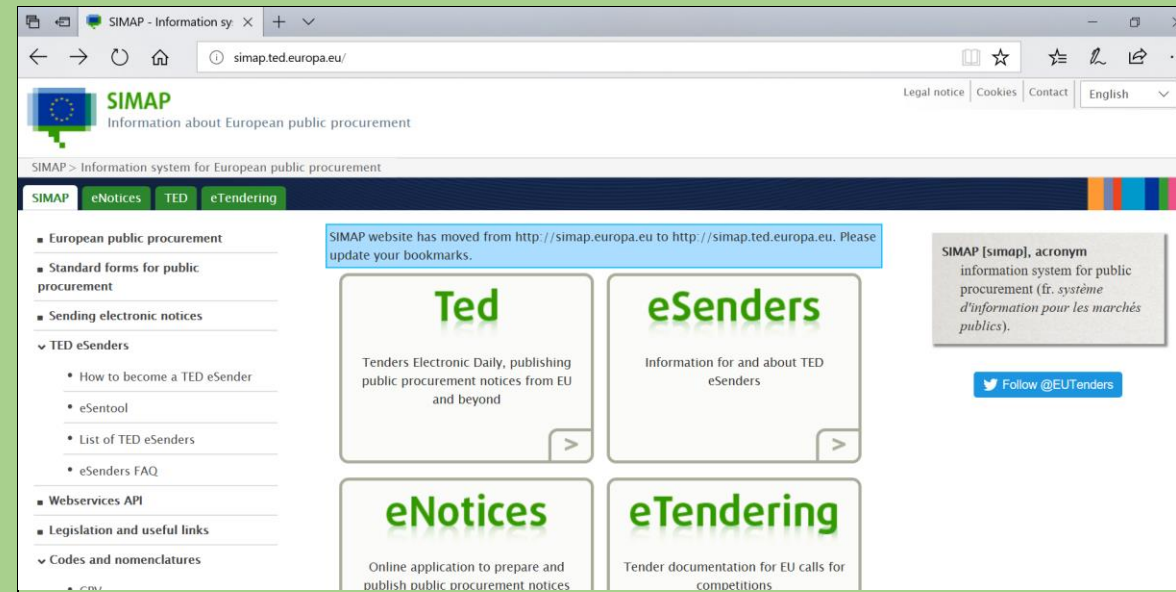 SIMAP - Information sy
simap.ted.europa.eu/
SIMAP
Information about European public procurement
Legal notice
Cookies
Contact
English
SIMAP > Information system for European public procurement
SIMAP
eNotices
TED
eTendering
European public procurement
Standard forms for public
procurement
Sending electronic notices
TED eSenders
How to become a TED eSender
eSentool
List of TED eSenders
eSenders FAQ
Webservices API
Legislation and useful links
Codes and nomenclatures
CPV
SIMAP website has moved from http://simap.europa.eu to http://simap.ted.europa.eu. Please
update your bookmarks.
Ted
Tenders Electronic Daily, publishing
public procurement notices from EU
and beyond
>
eSenders
Information for and about TED
eSenders
>
eNotices
Online application to prepare and
publish public procurement notices
eTendering
Tender documentation for EU calls for
competitions
SIMAP [simɑp], acronym
information system for public
procurement (fr. système
d'information pour les marchés
publics).
Follow @EUTenders